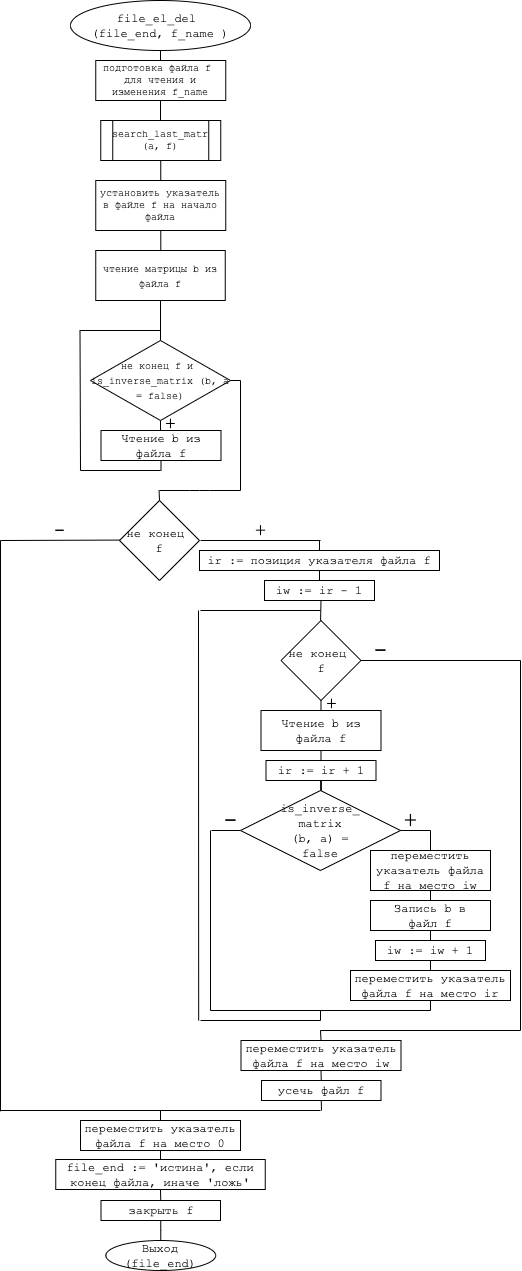 file_el_del
(file_end, f_name )
подготовка файла f
для чтения и
изменения f_name
search_last_matr
(a, f)
установить указатель
в файле f на начало
файла
чтение матрицы b из
файла f
не конец f и
is_inverse_matrix (b, a
= false)
+
Чтение b из
файла f
не конец
f
−
+
ir := позиция указателя файла f
iw := ir - 1
не конец
f
−
+
Чтение b из
файла f
ir := ir + 1
is_inverse_
matrix
(b, a) =
false
−
+
переместить
указатель файла
f на место iw
Запись b в
файл f
iw := iw + 1
переместить указатель
файла f на место ir
переместить указатель
файла f на место iw
усечь файл f
переместить указатель
файла f на место 0
file_end := 'истина', если
конец файла, иначе 'ложь'
закрыть f
Выход
(file_end)